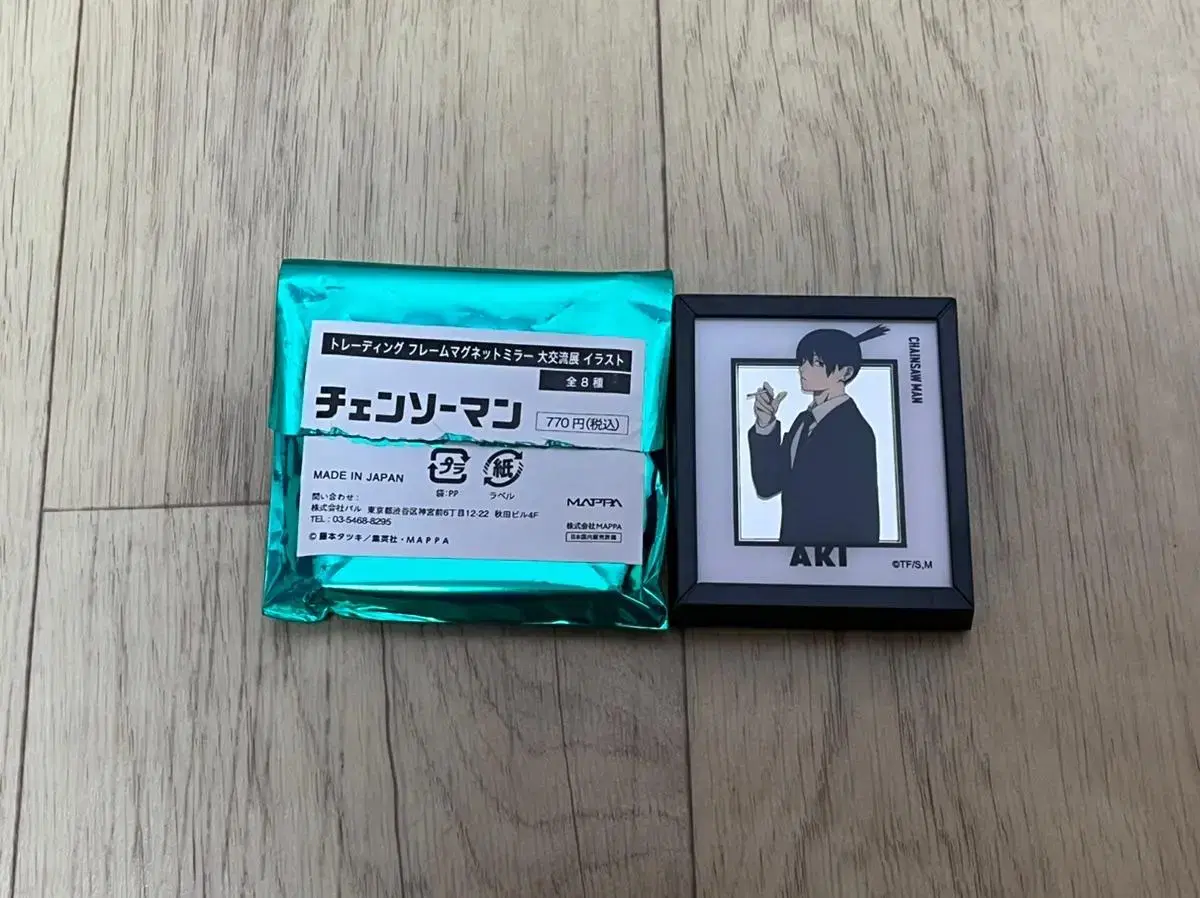 トレーディング フレームマグネットミラー 大交流展 イラスト
全8種
チェンソーマン
770円(税込)
MADE IN JAPAN
プラ
袋:PP
紙
ラベル
問い合わせ:
株式会社パル 東京都渋谷区神宮前6丁目12-22 秋田ビル4F
TEL:03-5468-8295
©藤本タツキ/集英社・MAPPA
MAPPA
株式会社MAPPA
日本国内販売許諾
CHAINSAW MAN
AKI
©TF/S,M